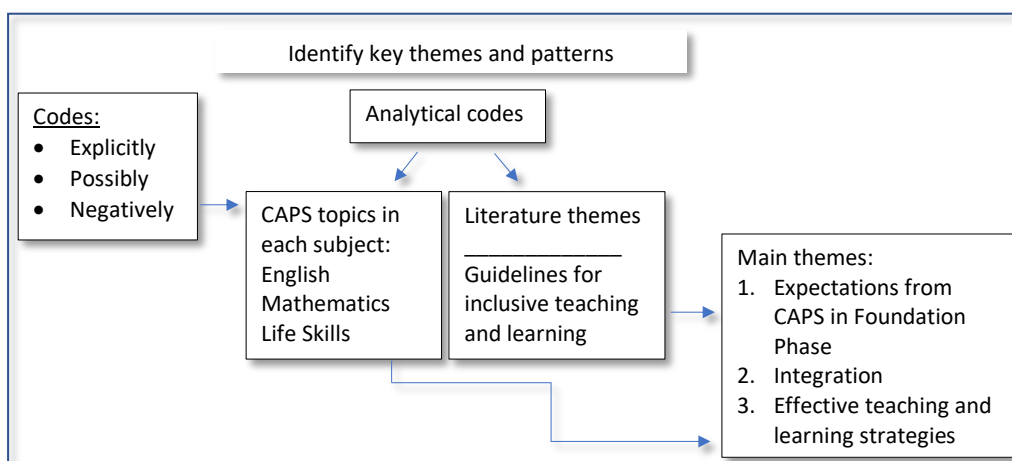 Identify key themes and patterns
Codes:
• Explicitly
• Possibly
• Negatively
Analytical codes
CAPS topics in
each subject:
English
Mathematics
Life Skills
Literature themes
_____________
Guidelines for
inclusive teaching
and learning
Main themes:
1. Expectations from
CAPS in Foundation
Phase
2. Integration
3. Effective teaching and
learning strategies